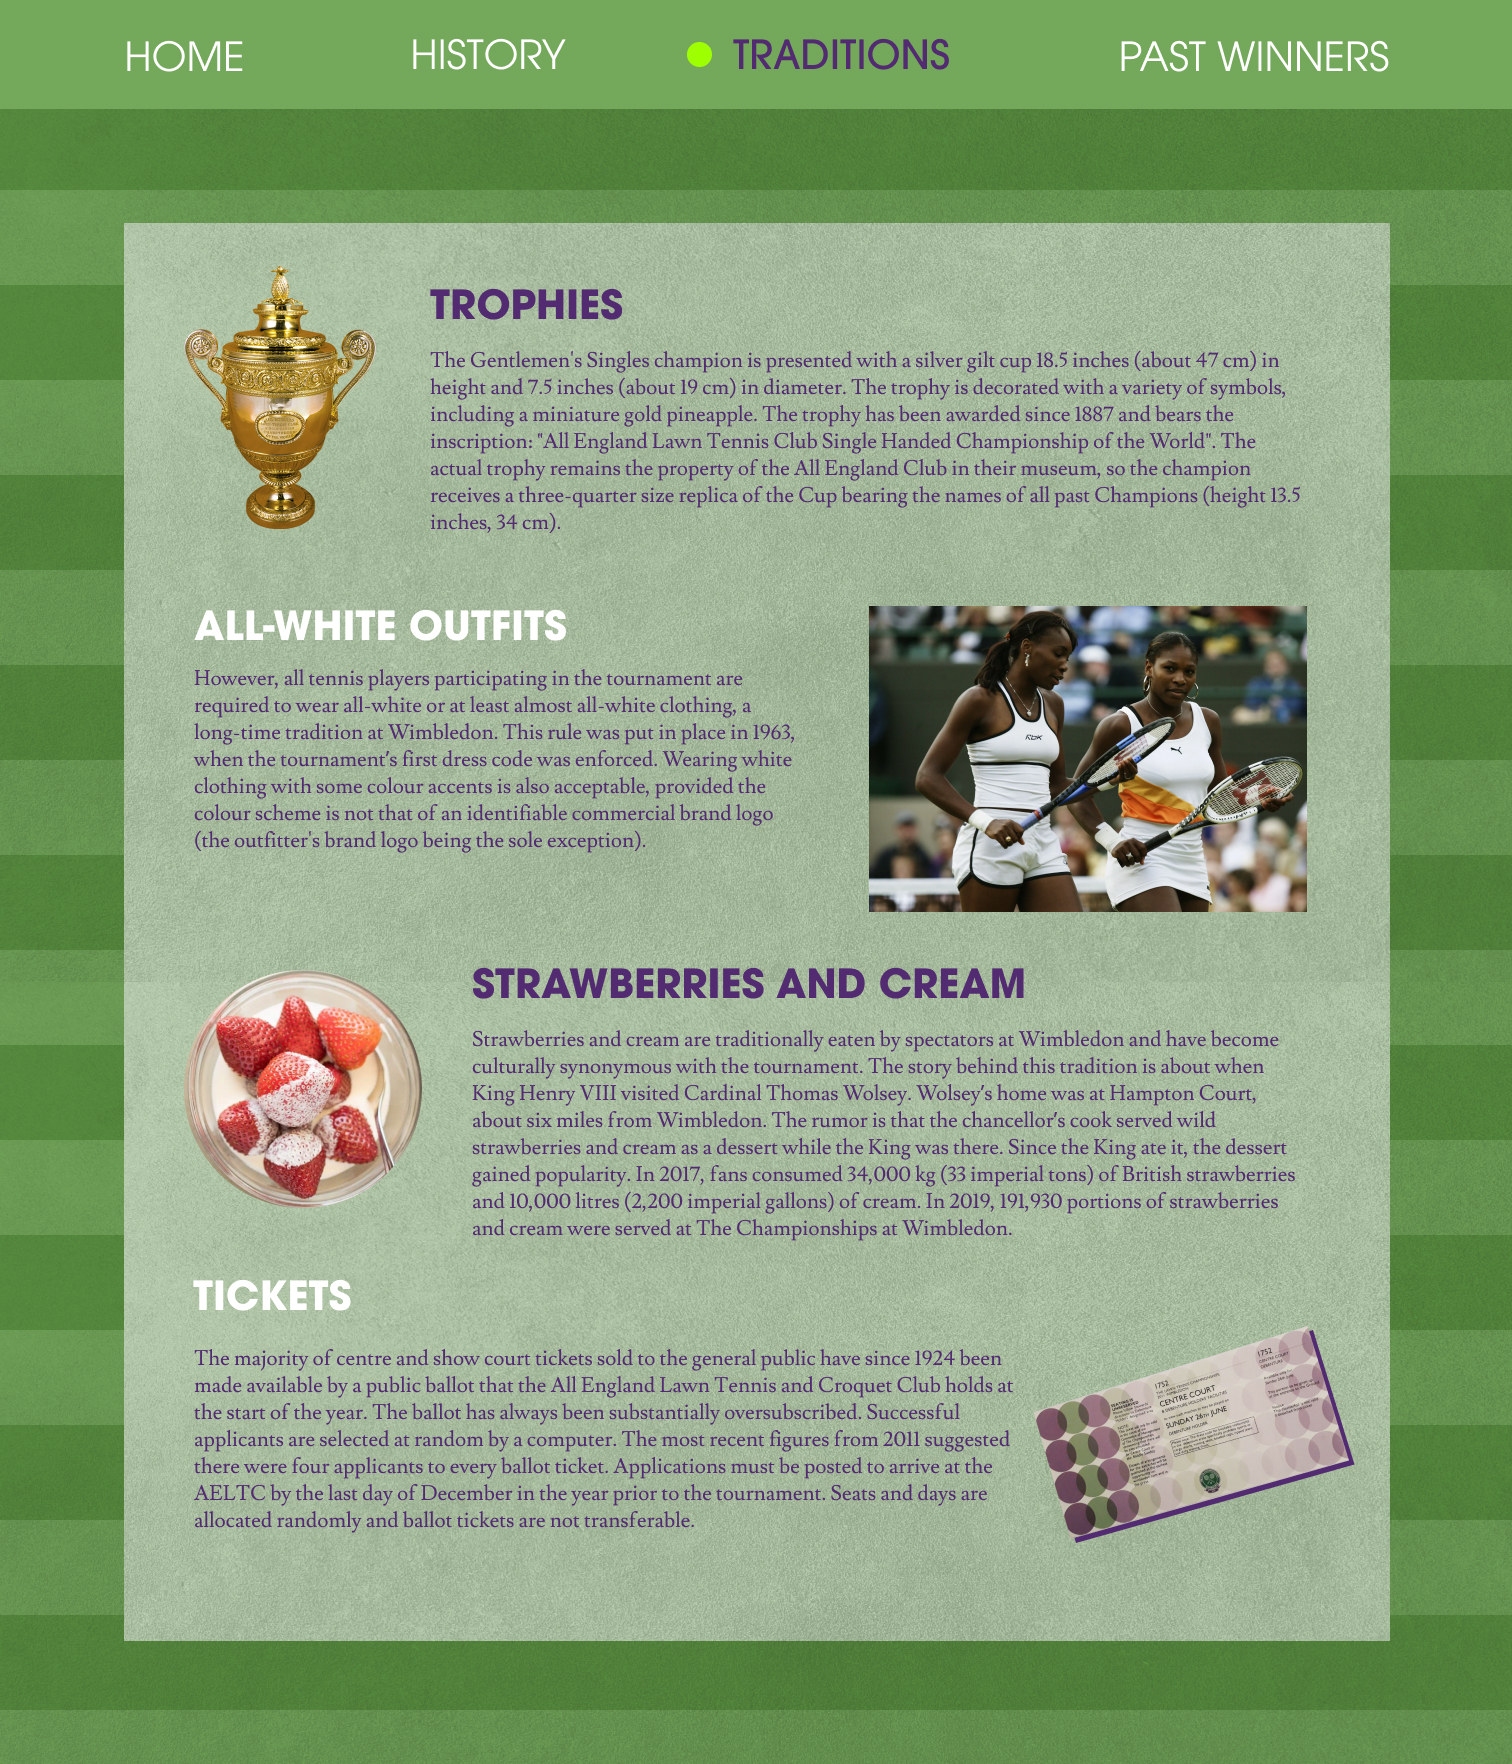 HOME
HISTORY
TRADITIONS
PAST WINNERS
TROPHIES
The Gentlemen's Singles champion is presented with a silver gilt cup 18.5 inches (about 47 cm) in
height and 7.5 inches (about 19 cm) in diameter. The trophy is decorated with a variety of symbols,
including a miniature gold pineapple. The trophy has been awarded since 1887 and bears the
inscription: "All England Lawn Tennis Club Single Handed Championship of the World". The
actual trophy remains the property of the All England Club in their museum, so the champion
receives a three-quarter size replica of the Cup bearing the names of all past Champions (height 13.5
inches, 34 cm).
ALL-WHITE OUTFITS
However, all tennis players participating in the tournament are
required to wear all-white or at least almost all-white clothing, a
long-time tradition at Wimbledon. This rule was put in place in 1963,
when the tournament's first dress code was enforced. Wearing white
clothing with some colour accents is also acceptable, provided the
colour scheme is not that of an identifiable commercial brand logo
(the outfitter's brand logo being the sole exception).
RBK
STRAWBERRIES AND CREAM
Strawberries and cream are traditionally eaten by spectators at Wimbledon and have become
culturally synonymous with the tournament. The story behind this tradition is about when
King Henry VIII visited Cardinal Thomas Wolsey. Wolsey's home was at Hampton Court,
about six miles from Wimbledon. The rumor is that the chancellor's cook served wild
strawberries and cream as a dessert while the King was there. Since the King ate it, the dessert
gained popularity. In 2017, fans consumed 34,000 kg (33 imperial tons) of British strawberries
and 10,000 litres (2,200 imperial gallons) of cream. In 2019, 191,930 portions of strawberries
and cream were served at The Championships at Wimbledon.
TICKETS
The majority of centre and show court tickets sold to the general public have since 1924 been
made available by a public ballot that the All England Lawn Tennis and Croquet Club holds at
the start of the year. The ballot has always been substantially oversubscribed. Successful
applicants are selected at random by a computer. The most recent figures from 2011 suggested
there were four applicants to every ballot ticket. Applications must be posted to arrive at the
AELTC by the last day of December in the year prior to the tournament. Seats and days are
allocated randomly and ballot tickets are not transferable.
1752
CENTRE COURT
SUNDAY 26TH JUNE
1752
CENTRE COURT